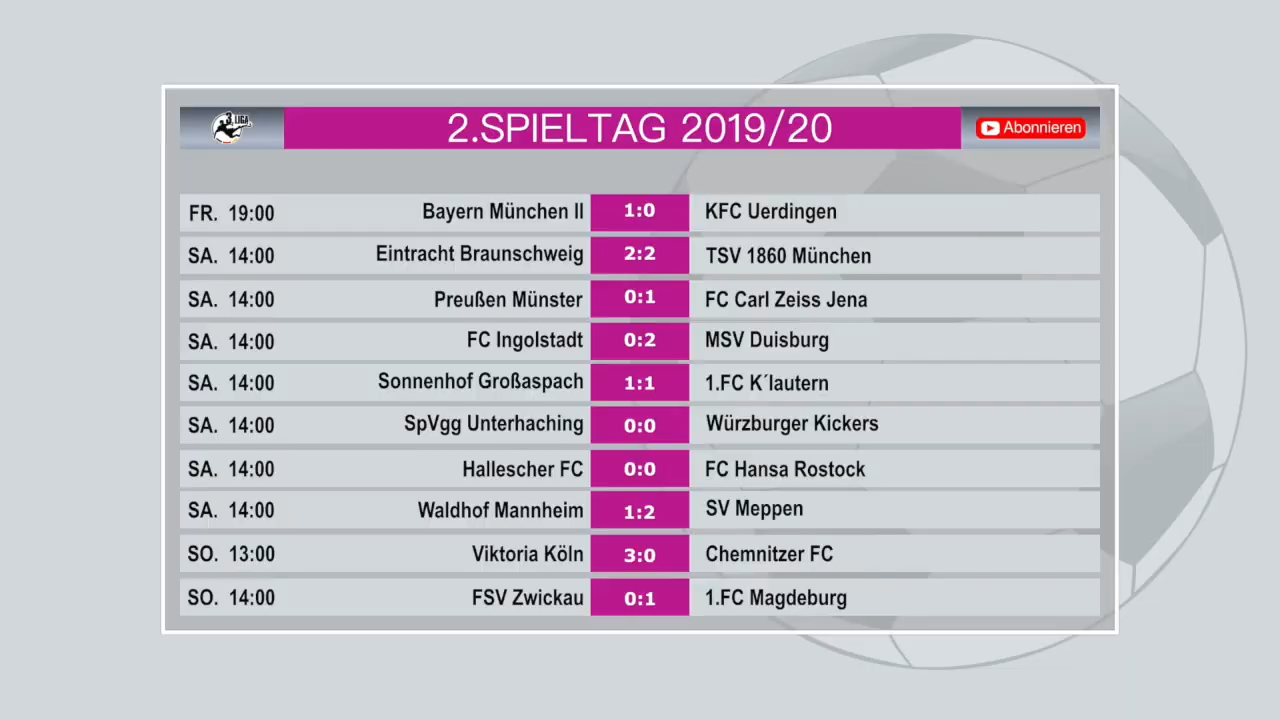 3. LIGA
2.SPIELTAG 2019/20
Abonnieren
FR. 19:00 Bayern München II 1:0 KFC Uerdingen
SA. 14:00 Eintracht Braunschweig 2:2 TSV 1860 München
SA. 14:00 Preußen Münster 0:1 FC Carl Zeiss Jena
SA. 14:00 FC Ingolstadt 0:2 MSV Duisburg
SA. 14:00 Sonnenhof Großaspach 1:1 1.FC K´lautern
SA. 14:00 SpVgg Unterhaching 0:0 Würzburger Kickers
SA. 14:00 Hallescher FC 0:0 FC Hansa Rostock
SA. 14:00 Waldhof Mannheim 1:2 SV Meppen
SO. 13:00 Viktoria Köln 3:0 Chemnitzer FC
SO. 14:00 FSV Zwickau 0:1 1.FC Magdeburg